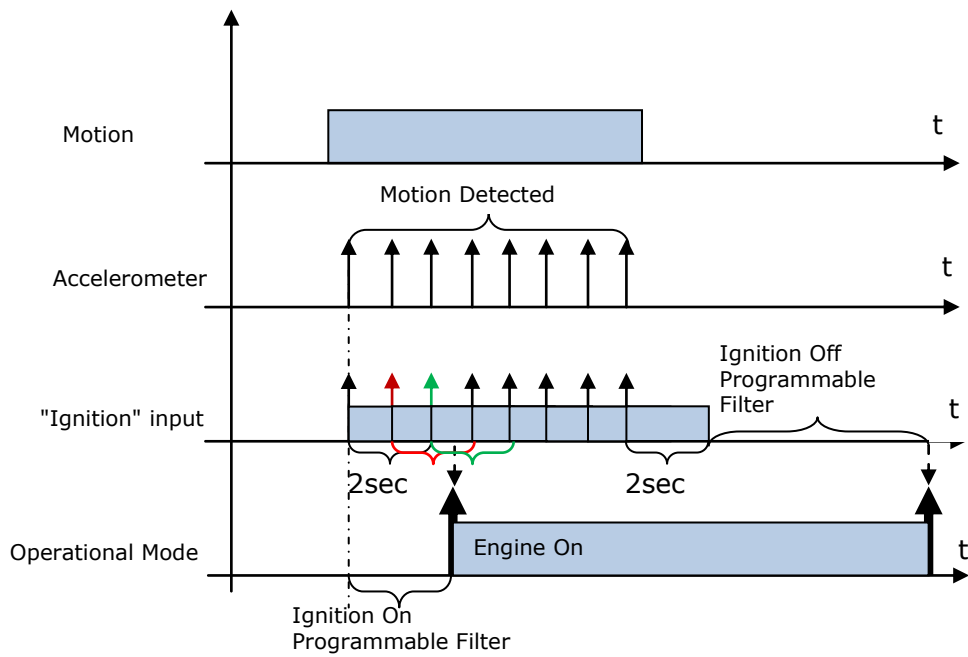 Motion
t
Motion Detected
Accelerometer
t
Ignition Off
Programmable
Filter
"Ignition" input
t
2sec
2sec
Operational Mode
Engine On
t
Ignition On
Programmable Filter